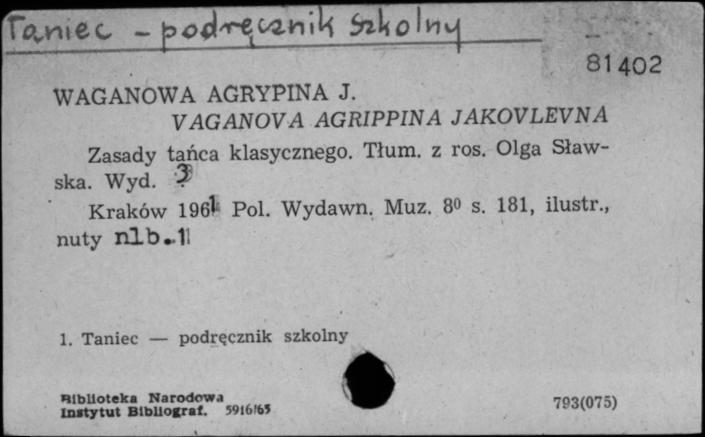 Taniec - podręcznik szkolny
81402
WAGANOWA AGRYPINA J.
VAGANOVA AGRIPPINA JAKOVLEVNA
Zasady tańca klasycznego. Tłum. z ros. Olga Sław-
ska. Wyd. 3
Kraków 1961 Pol. Wydawn. Muz. 8⁰ s. 181, ilustr.,
nuty nlb.1
1. Taniec — podręcznik szkolny
Biblioteka Narodowa
Instytut Bibliograf. 5916/65
793(075)